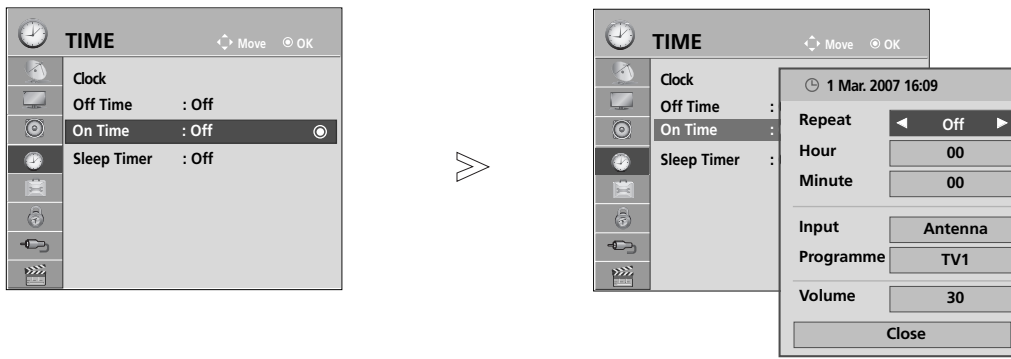 TIME
Move OK
Clock
Off Time : Off
On Time : Off
Sleep Timer : Off
TIME
Move OK
Clock
Off Time :
On Time :
Sleep Timer :
1 Mar. 2007 16:09
Repeat ◀ Off ▶
Hour 00
Minute 00
Input Antenna
Programme TV1
Volume 30
Close